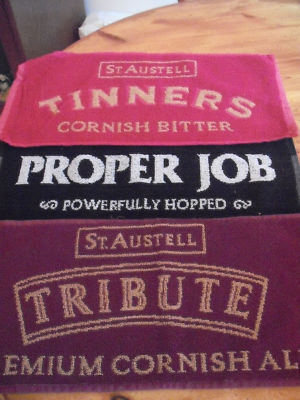 ST AUSTELL
TINNERS
CORNISH BITTER
PROPER JOB
POWERFULLY HOPPED
ST. AUSTELL
TRIBUTE
EMIUM CORNISH AL